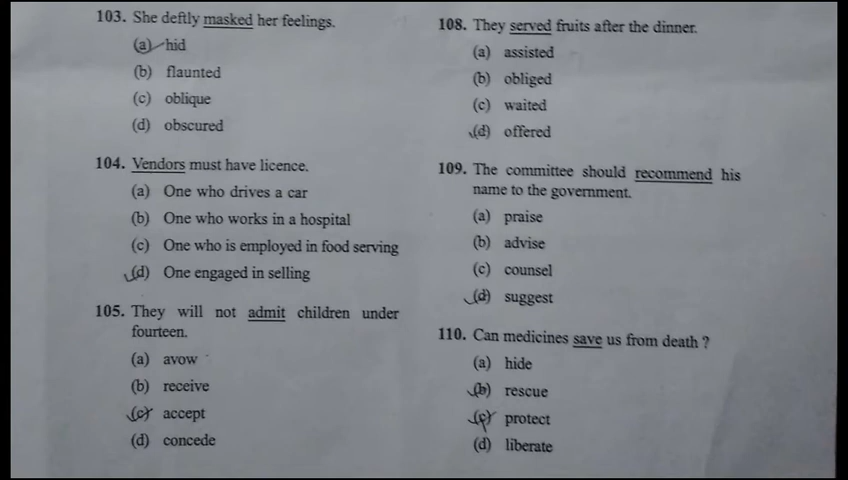 103. She deftly masked her feelings.
(a) hid
(b) flaunted
(c) oblique
(d) obscured
104. Vendors must have licence.
(a) One who drives a car
(b) One who works in a hospital
(c) One who is employed in food serving
(d) One engaged in selling
105. They will not admit children under
fourteen.
(a) avow
(b) receive
(c) accept
(d) concede
108. They served fruits after the dinner.
(a) assisted
(b) obliged
(c) waited
(d) offered
109. The committee should recommend his
name to the government.
(a) praise
(b) advise
(c) counsel
(d) suggest
110. Can medicines save us from death ?
(a) hide
(b) rescue
(c) protect
(d) liberate